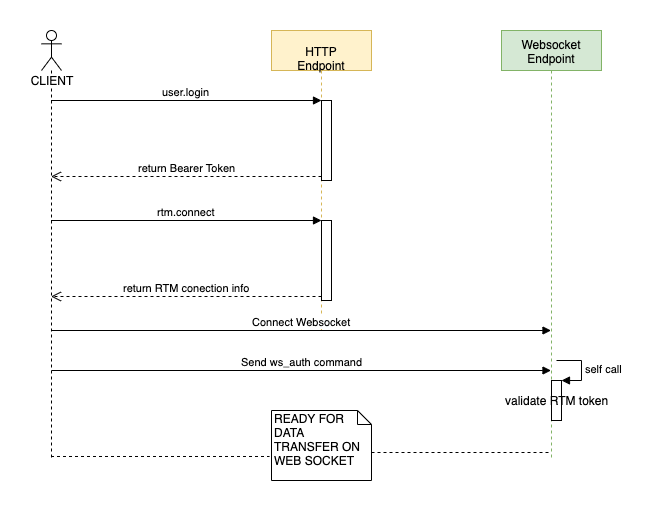 HTTP
Endpoint
Websocket
Endpoint
CLIENT
user.login
return Bearer Token
rtm.connect
return RTM conection info
Connect Websocket
Send ws_auth command
self call
validate RTM token
READY FOR
DATA
TRANSFER ON
WEB SOCKET